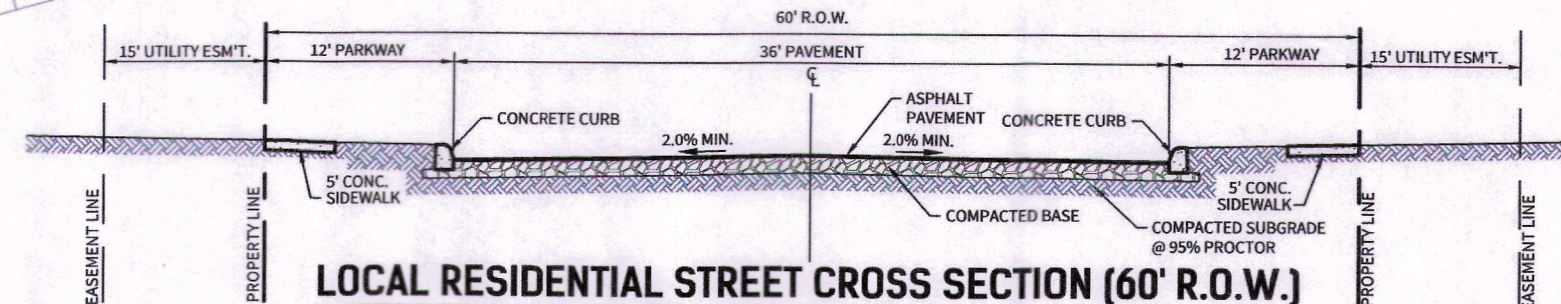 60' R.O.W.
15' UTILITY ESM'T.
12' PARKWAY
36' PAVEMENT
12' PARKWAY
15' UTILITY ESM'T.
℄
ASPHALT
PAVEMENT
CONCRETE CURB
CONCRETE CURB
2.0% MIN.
2.0% MIN.
5' CONC.
SIDEWALK
5' CONC.
SIDEWALK
COMPACTED BASE
COMPACTED SUBGRADE
@ 95% PROCTOR
EASEMENT LINE
PROPERTY LINE
PROPERTY LINE
EASEMENT LINE
LOCAL RESIDENTIAL STREET CROSS SECTION (60' R.O.W.)